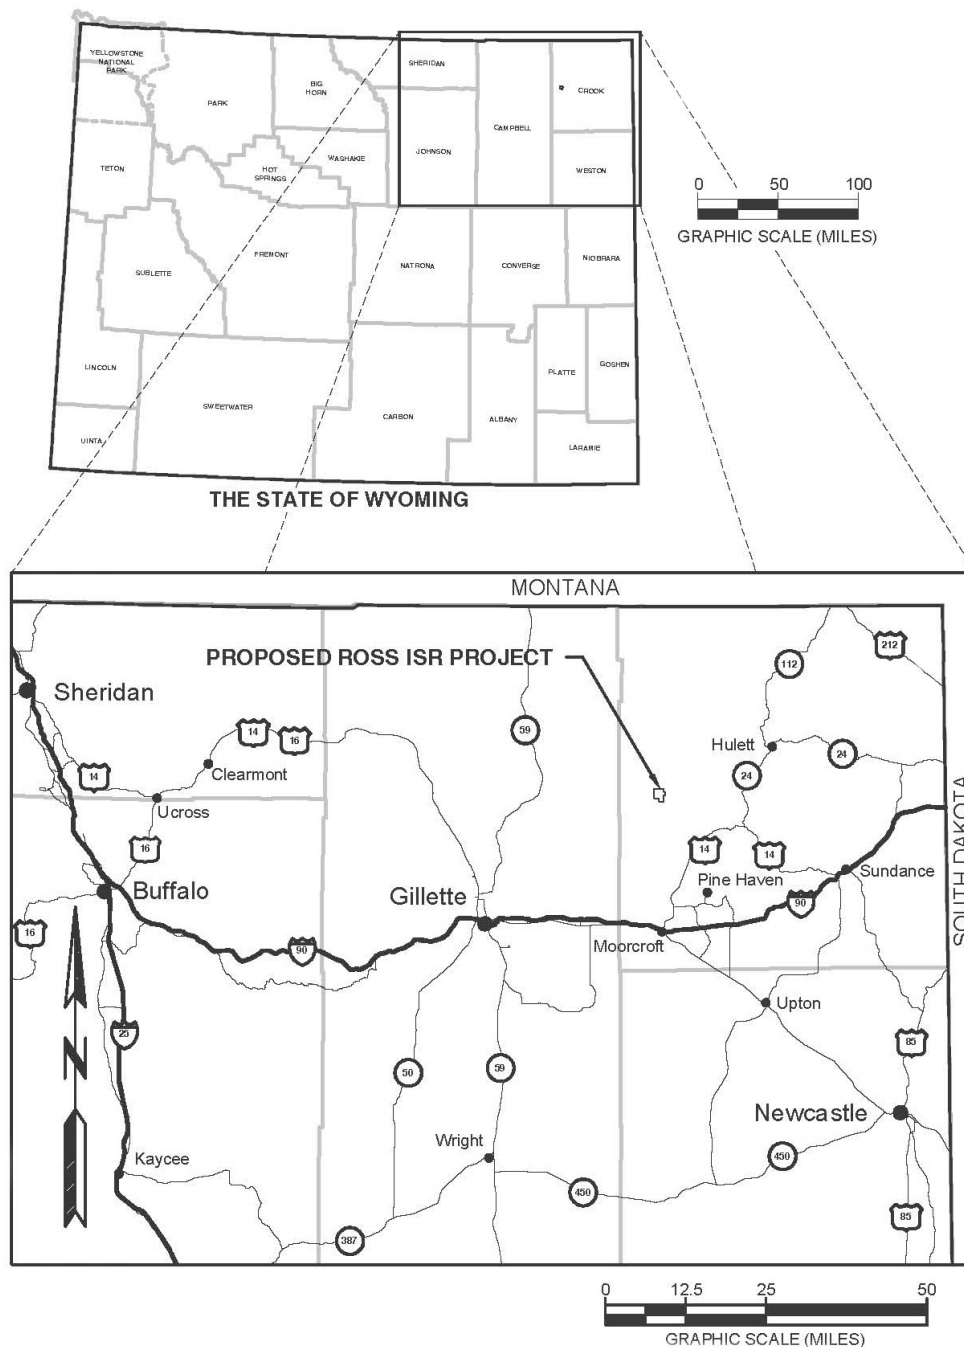 YELLOWSTONE
NATIONAL
PARK
PARK
BIG
HORN
SHERIDAN
CROOK
CAMPBELL
JOHNSON
WASHAKIE
HOT
SPRINGS
TETON
WESTON
0 50 100
GRAPHIC SCALE (MILES)
SUBLETTE
FREMONT
NATRONA
CONVERSE
NIOBRARA
LINCOLN
PLATTE
GOSHEN
SWEETWATER
CARBON
ALBANY
UINTA
LARAMIE
THE STATE OF WYOMING
MONTANA
PROPOSED ROSS ISR PROJECT
212
112
Sheridan
59
14
16
Hulett
24
24
Clearmont
14
Ucross
16
14
14
SOUTH DAKOTA
Buffalo
Gillette
Pine Haven
Sundance
90
16
90
Moorcroft
Upton
N
25
85
50
59
Newcastle
Wright
Kaycee
450
450
85
387
0 12.5 25 50
GRAPHIC SCALE (MILES)